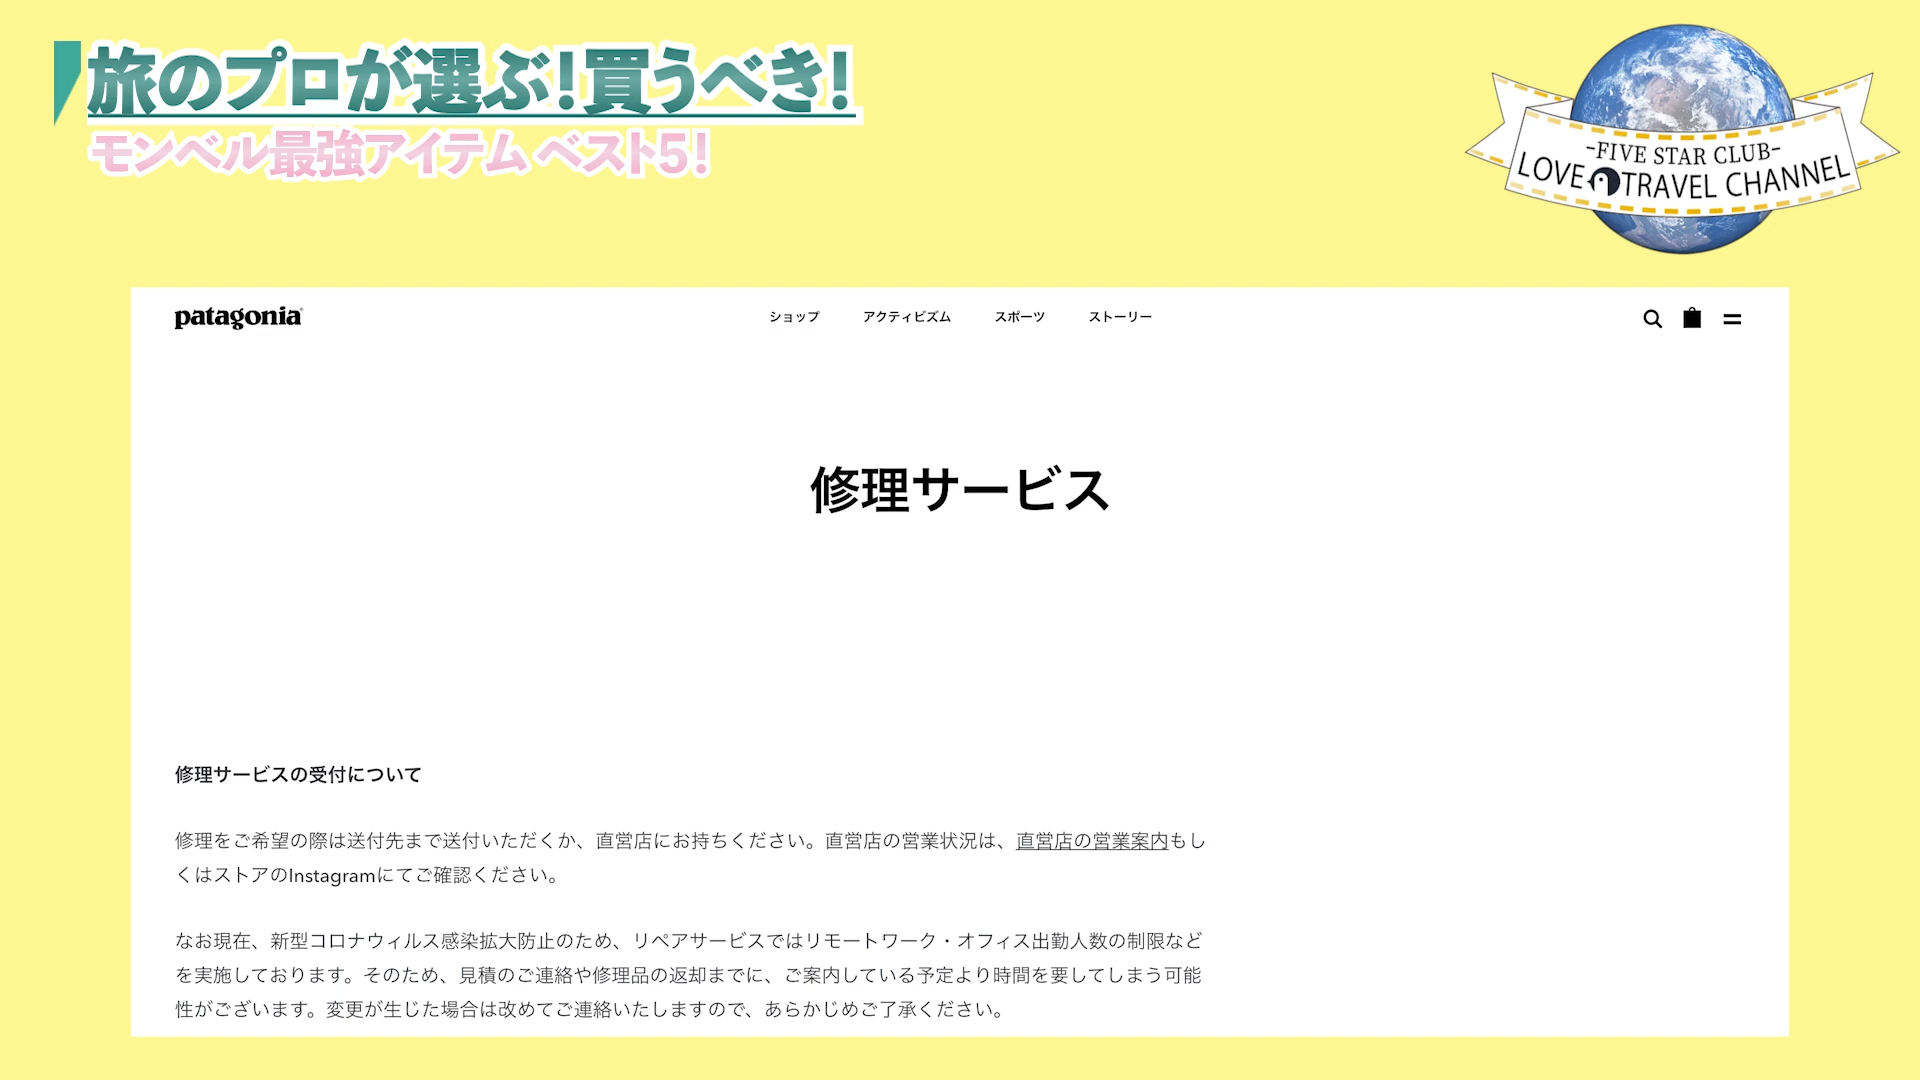 旅のプロが選ぶ!買うべき!
モンベル最強アイテム ベスト5!
-FIVE STAR CLUB-
LOVE TRAVEL CHANNEL
patagonia
ショップ アクティビズム スポーツ ストーリー
修理サービス
修理サービスの受付について
修理をご希望の際は送付先まで送付いただくか、直営店にお持ちください。直営店の営業状況は、直営店の営業案内もし
くはストアのInstagramにてご確認ください。
なお現在、新型コロナウィルス感染拡大防止のため、リペアサービスではリモートワーク・オフィス出勤人数の制限など
を実施しております。そのため、見積のご連絡や修理品の返却までに、ご案内している予定より時間を要してしまう可能
性がございます。変更が生じた場合は改めてご連絡いたしますので、あらかじめご了承ください。